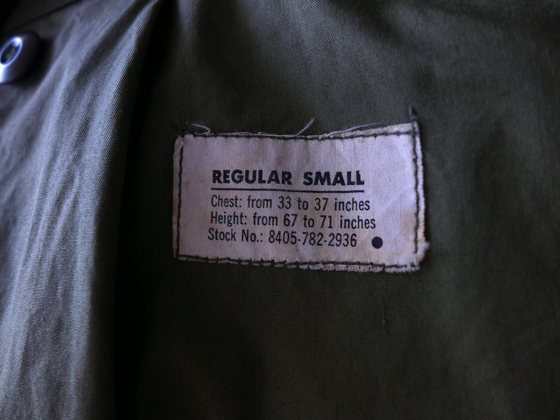 REGULAR SMALL
Chest: from 33 to 37 inches
Height: from 67 to 71 inches
Stock No.: 8405-782-2936